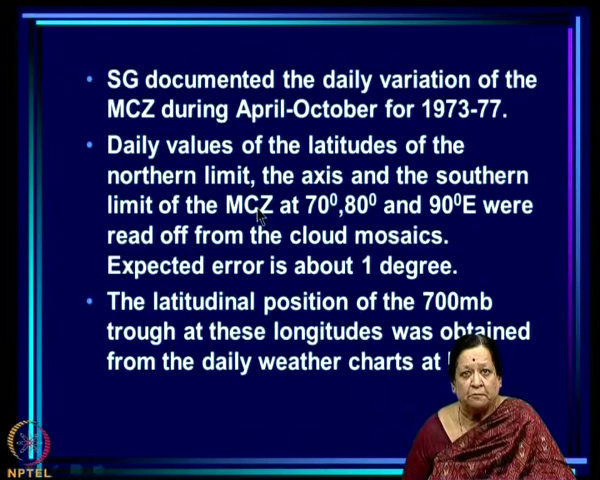 • SG documented the daily variation of the
MCZ during April-October for 1973-77.
• Daily values of the latitudes of the
northern limit, the axis and the southern
limit of the MCZ at 70⁰,80⁰ and 90⁰E were
read off from the cloud mosaics.
Expected error is about 1 degree.
• The latitudinal position of the 700mb
trough at these longitudes was obtained
from the daily weather charts at
NPTEL